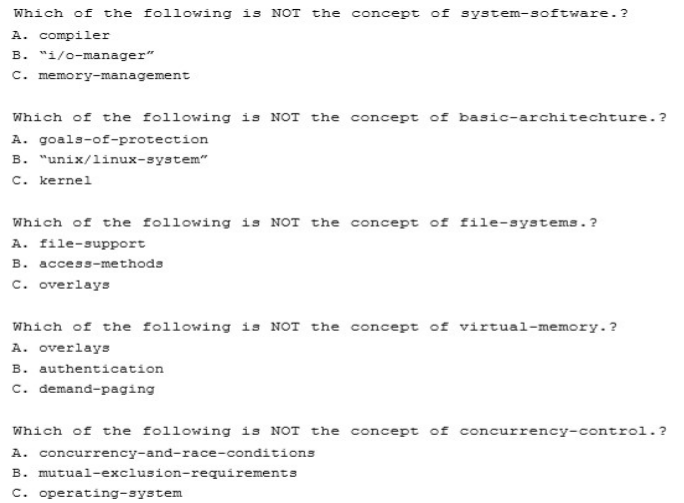 Which of the following is NOT the concept of system-software.?
A. compiler
B. “i/o-manager”
C. memory-management
Which of the following is NOT the concept of basic-architechture.?
A. goals-of-protection
B. “unix/linux-system”
C. kernel
Which of the following is NOT the concept of file-systems.?
A. file-support
B. access-methods
C. overlays
Which of the following is NOT the concept of virtual-memory.?
A. overlays
B. authentication
C. demand-paging
Which of the following is NOT the concept of concurrency-control.?
A. concurrency-and-race-conditions
B. mutual-exclusion-requirements
C. operating-system